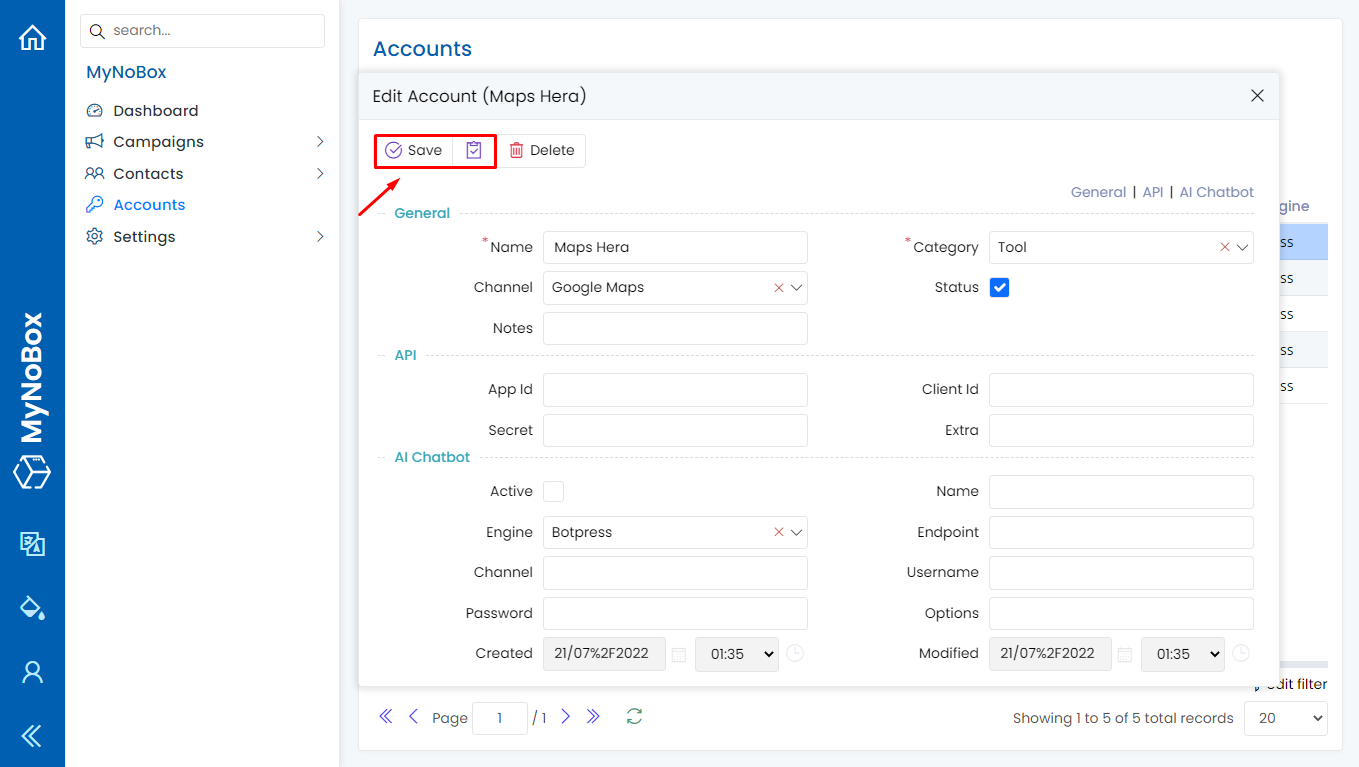 search...
MyNoBox
Dashboard
Campaigns
Contacts
Accounts
Settings
MyNoBox
Accounts
Edit Account (Maps Hera)
Save Delete
General | API | AI Chatbot
General
* Name Maps Hera * Category Tool
Channel Google Maps Status
Notes
API
App Id Client Id
Secret Extra
AI Chatbot
Active Name
Engine Botpress Endpoint
Channel Username
Password Options
Created 21/07%2F2022 01:35 Modified 21/07%2F2022 01:35
gine
ss
ss
ss
ss
ss
edit filter
Page 1 / 1 Showing 1 to 5 of 5 total records 20